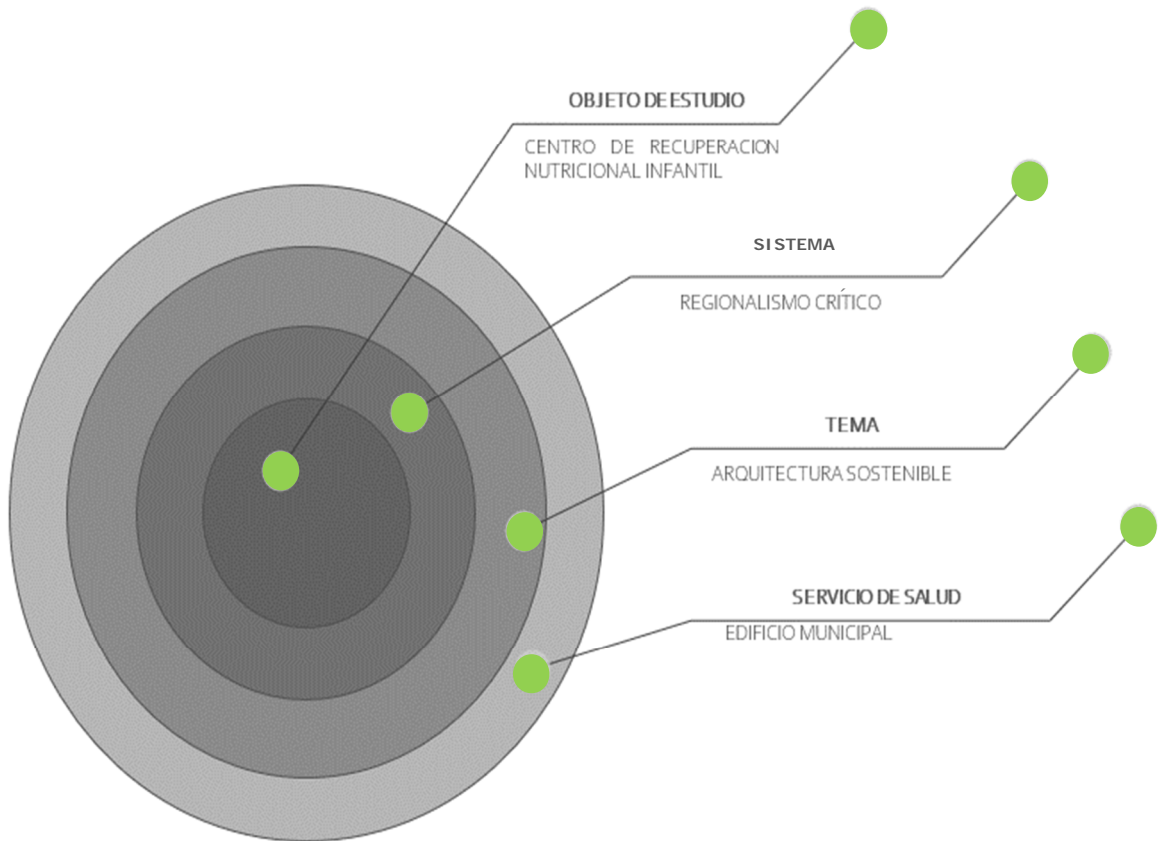 OBJETO DE ESTUDIO
CENTRO DE RECUPERACION
NUTRICIONAL INFANTIL
SISTEMA
REGIONALISMO CRÍTICO
TEMA
ARQUITECTURA SOSTENIBLE
SERVICIO DE SALUD
EDIFICIO MUNICIPAL